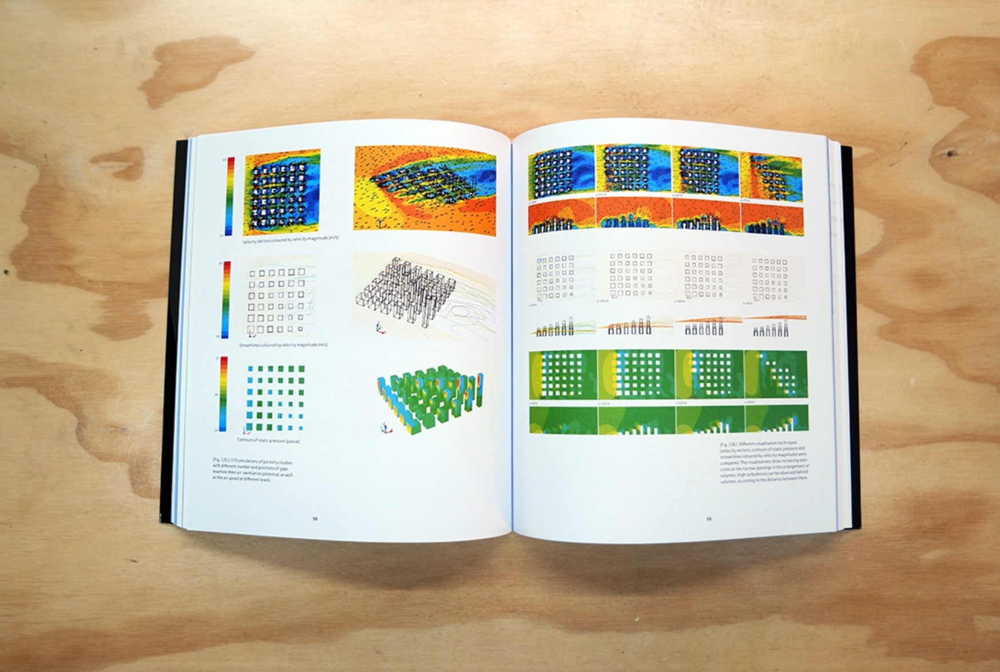 Velocity Vectors coloured by velocity magnitude (m/s)
Streamlines coloured by velocity magnitude (m/s)
Contours of static pressure (pascal)
[Fig. 135.] CFD simulations of porosity studies
with different number and positions of gaps
examine their air ventilation potential, as well
as the air speed at different levels.
98
[Fig. 136.] Different visualisation techniques
(velocity vectors, contours of static pressure and
streamlines coloured by velocity magnitude) were
compared. The visualisations show increasing velo-
cities at the narrow openings in the arrangement of
volumes. High turbulences can be observed behind
volumes, according to the distance between them.
99